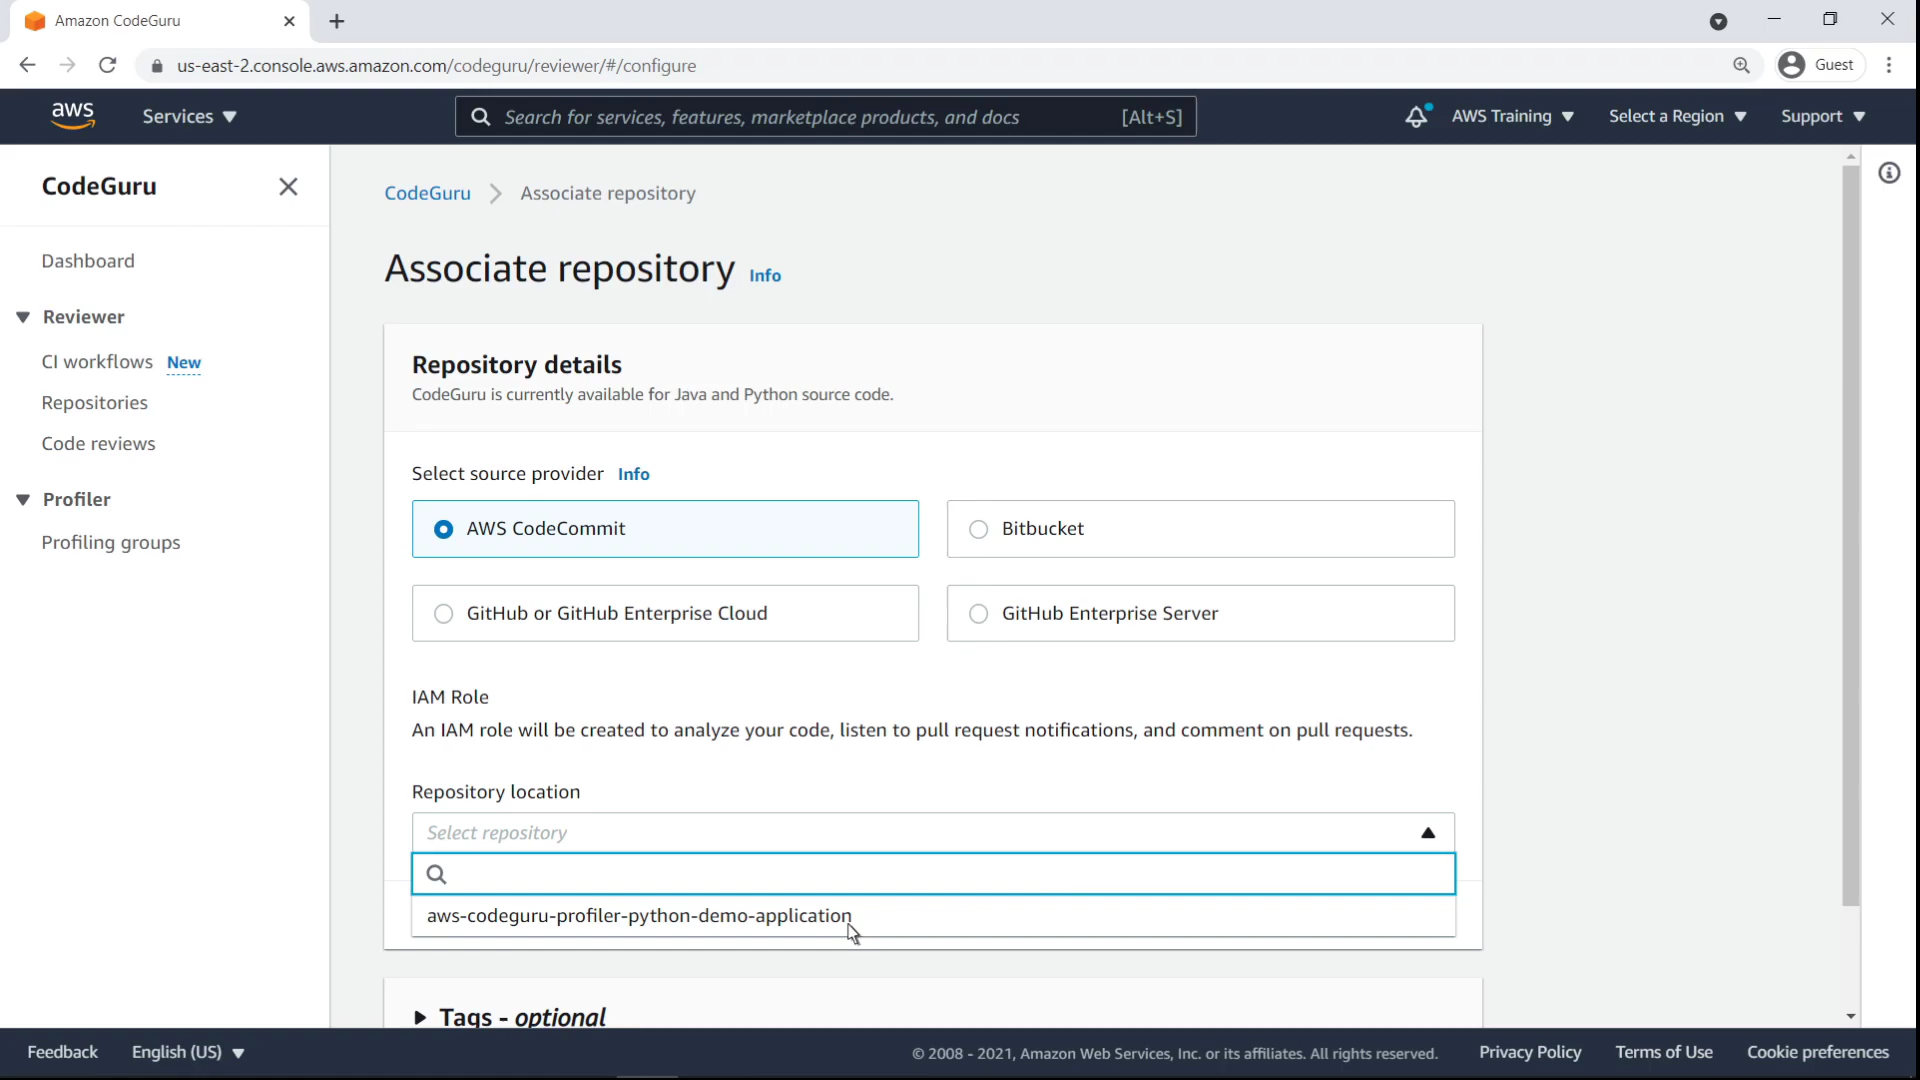 Amazon CodeGuru
us-east-2.console.aws.amazon.com/codeguru/reviewer/#/configure
Guest
aws
Services
Search for services, features, marketplace products, and docs
[Alt+S]
AWS Training
Select a Region
Support
CodeGuru
Dashboard
Reviewer
CI workflows New
Repositories
Code reviews
Profiler
Profiling groups
CodeGuru
Associate repository
Associate repository Info
Repository details
CodeGuru is currently available for Java and Python source code.
Select source provider Info
AWS CodeCommit
Bitbucket
GitHub or GitHub Enterprise Cloud
GitHub Enterprise Server
IAM Role
An IAM role will be created to analyze your code, listen to pull request notifications, and comment on pull requests.
Repository location
Select repository
aws-codeguru-profiler-python-demo-application
Tags - optional
Feedback
English (US)
© 2008 - 2021, Amazon Web Services, Inc. or its affiliates. All rights reserved.
Privacy Policy
Terms of Use
Cookie preferences